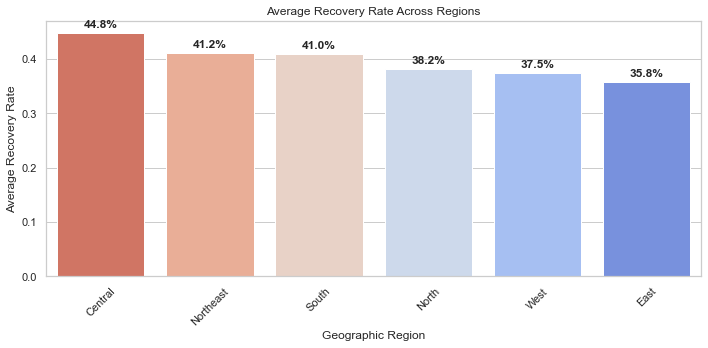 Average Recovery Rate Across Regions
44.8%
41.2%
41.0%
38.2%
37.5%
35.8%
0.4
0.3
0.2
0.1
0.0
Average Recovery Rate
Central
Northeast
South
North
West
East
Geographic Region